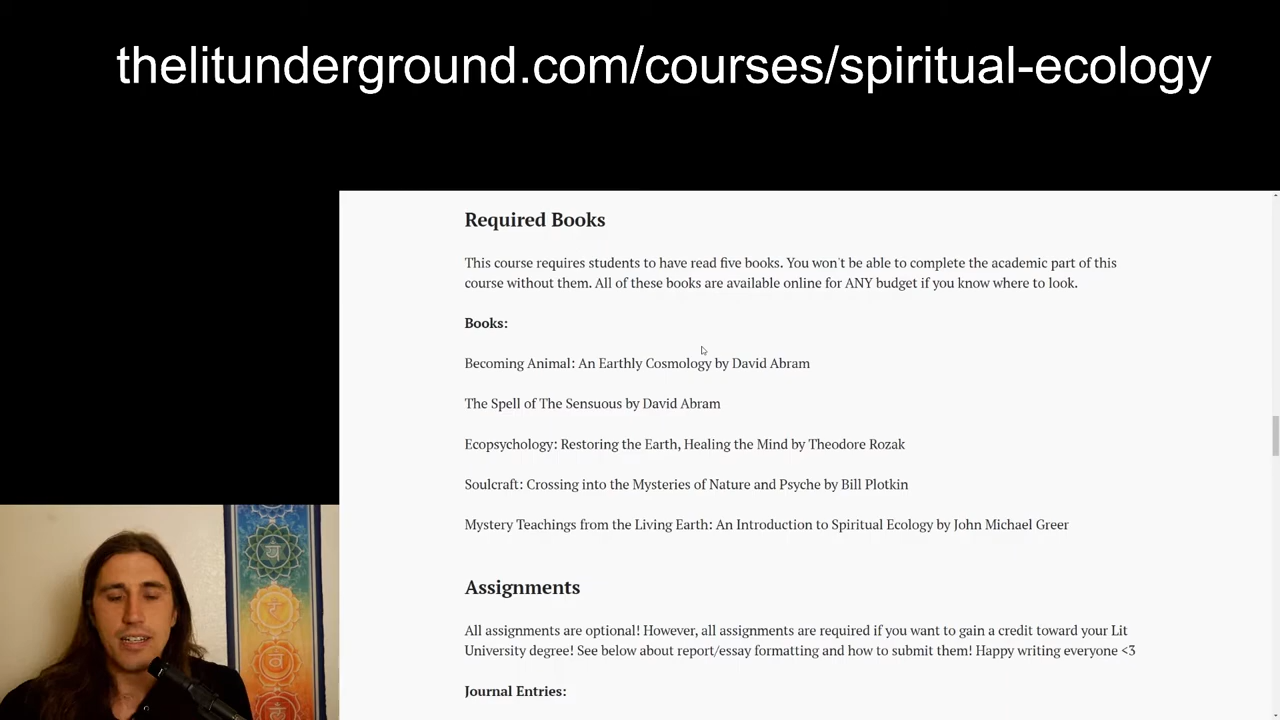 thelitunderground.com/courses/spiritual-ecology
Required Books
This course requires students to have read five books. You won't be able to complete the academic part of this
course without them. All of these books are available online for ANY budget if you know where to look.
Books:
Becoming Animal: An Earthly Cosmology by David Abram
The Spell of The Sensuous by David Abram
Ecopsychology: Restoring the Earth, Healing the Mind by Theodore Rozak
Soulcraft: Crossing into the Mysteries of Nature and Psyche by Bill Plotkin
Mystery Teachings from the Living Earth: An Introduction to Spiritual Ecology by John Michael Greer
Assignments
All assignments are optional! However, all assignments are required if you want to gain a credit toward your Lit
University degree! See below about report/essay formatting and how to submit them! Happy writing everyone <3
Journal Entries: